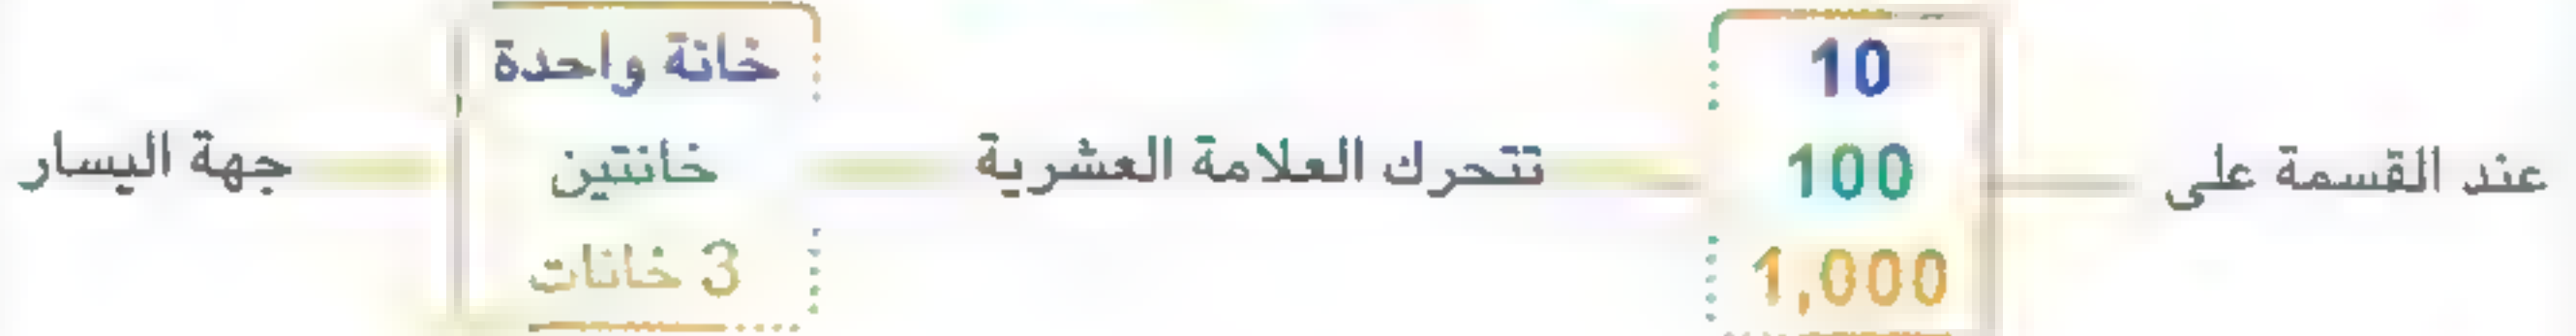 عند القسمة على
10
100
1,000
تتحرك العلامة العشرية
خانة واحدة
خانتين
3 خانات
جهة اليسار